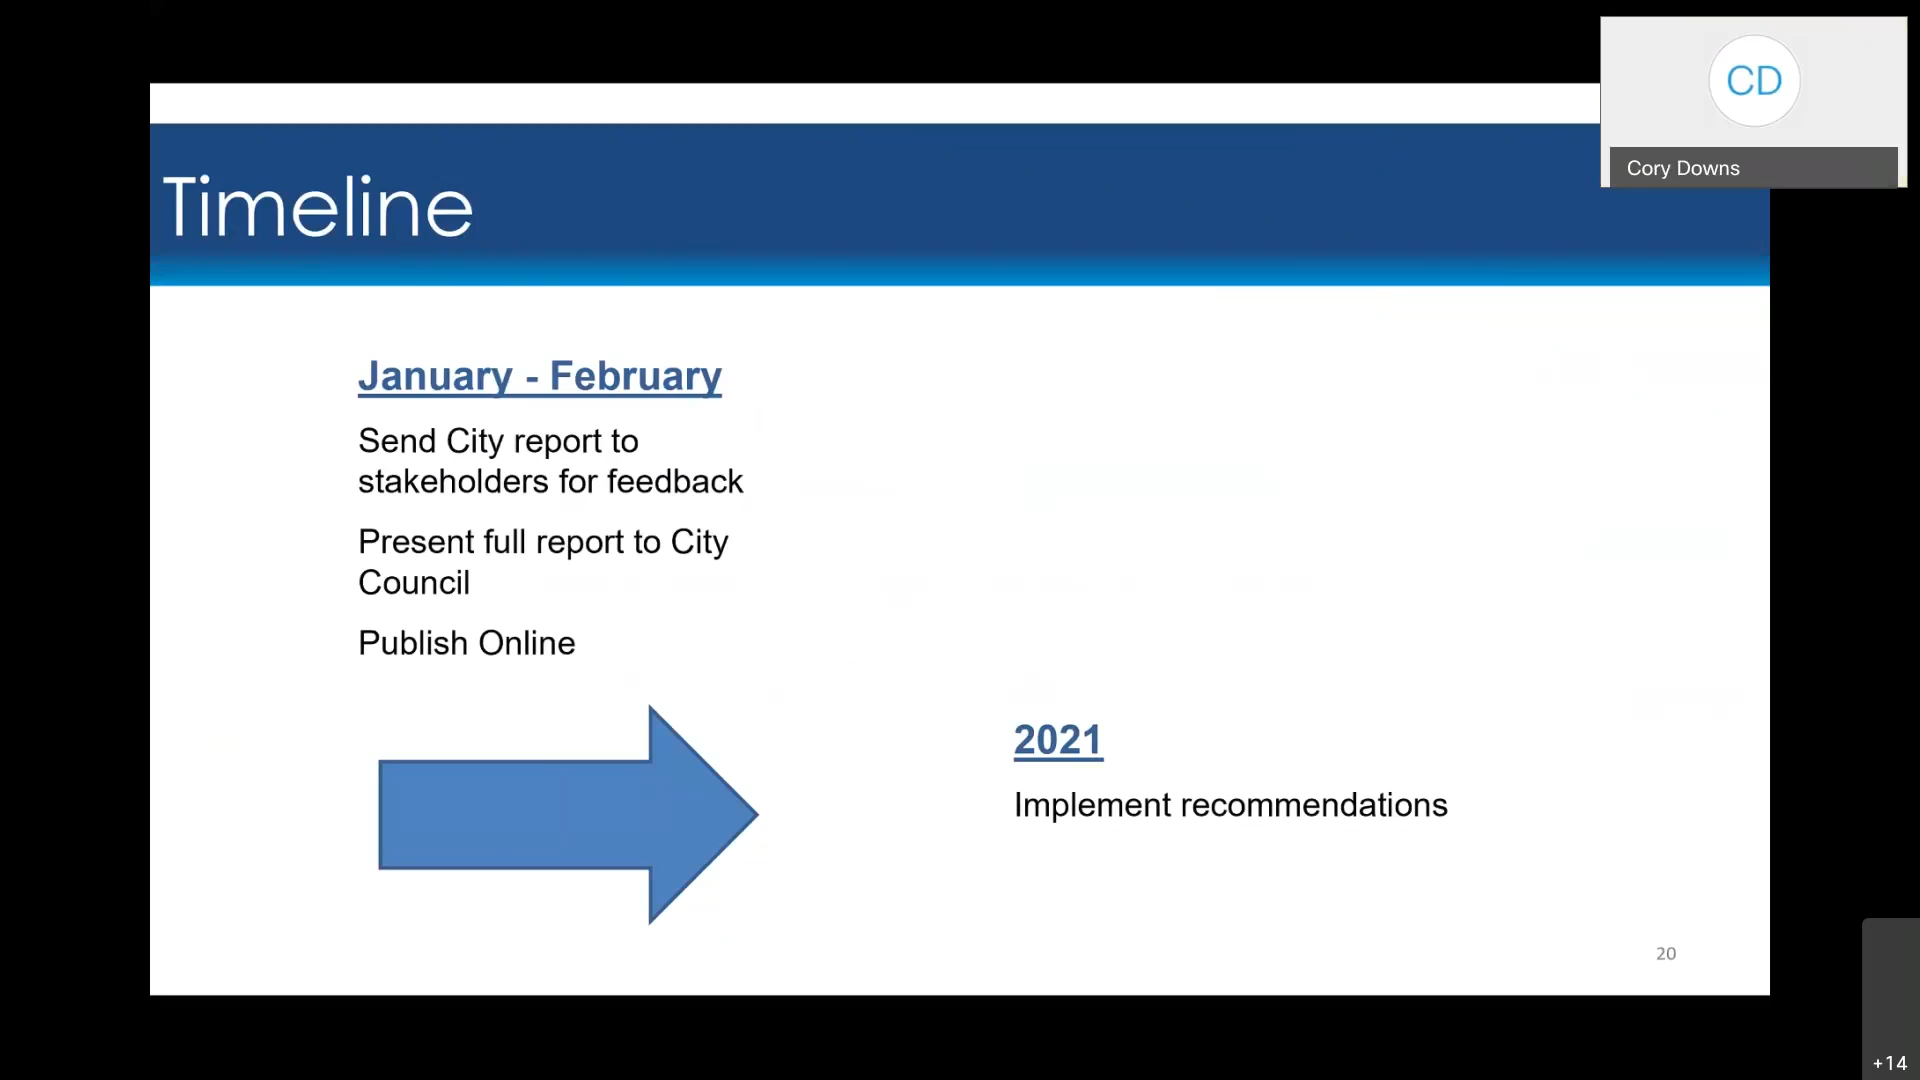 CD
Cory Downs
Timeline
January - February
Send City report to
stakeholders for feedback
Present full report to City
Council
Publish Online
2021
Implement recommendations
20
+14